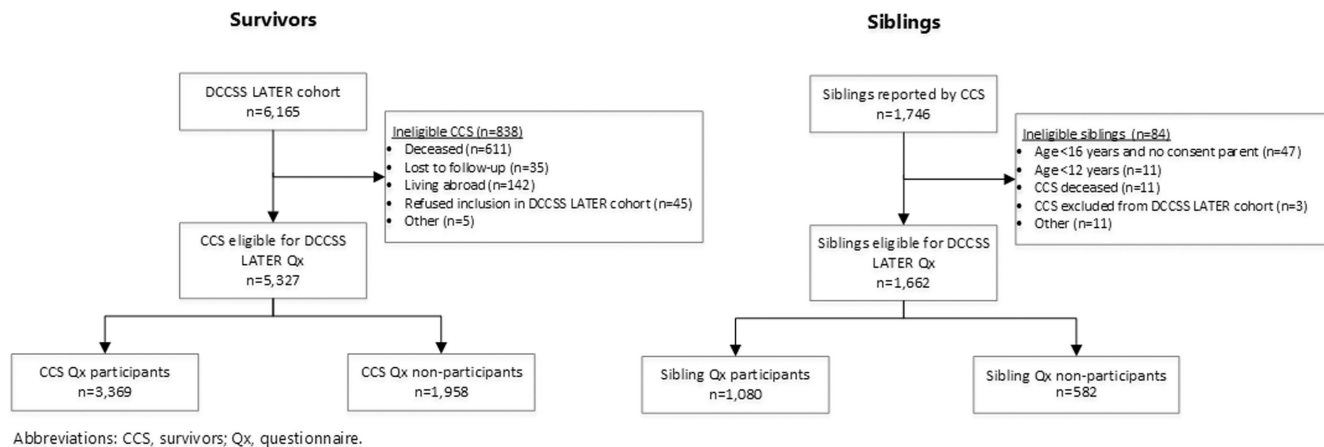 Survivors
DCCSS LATER cohort
n=6,165
Ineligible CCS (n=838)
• Deceased (n=611)
• Lost to follow-up (n=35)
• Living abroad (n=142)
• Refused inclusion in DCCSS LATER cohort (n=45)
• Other (n=5)
CCS eligible for DCCSS
LATER Qx
n=5,327
CCS Qx participants
n=3,369
CCS Qx non-participants
n=1,958
Siblings
Siblings reported by CCS
n=1,746
Ineligible siblings (n=84)
• Age<16 years and no consent parent (n=47)
• Age<12 years (n=11)
• CCS deceased (n=11)
• CCS excluded from DCCSS LATER cohort (n=3)
• Other (n=11)
Siblings eligible for DCCSS
LATER Qx
n=1,662
Sibling Qx participants
n=1,080
Sibling Qx non-participants
n=582
Abbreviations: CCS, survivors; Qx, questionnaire.